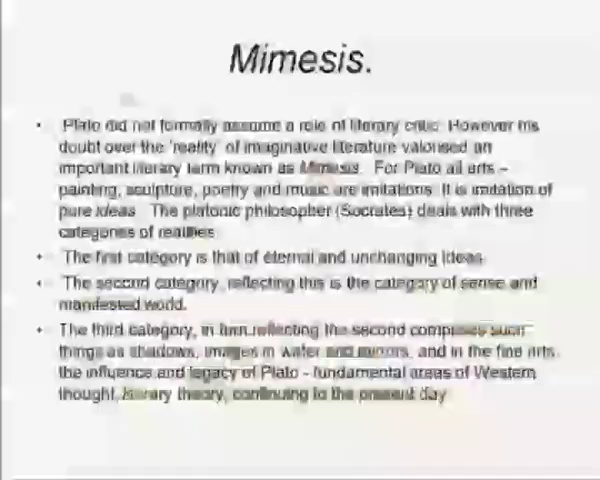 Mimesis.
• Plato did not formally assume a role of literary critic. However his
doubt over the 'reality' of imaginative literature valorised an
important literary term known as Mimesis. For Plato all arts –
painting, sculpture, poetry and music are imitations. It is imitation of
pure ideas. The platonic philosopher (Socrates) deals with three
categories of realities.
• The first category is that of eternal and unchanging ideas.
• The second category, reflecting this is the category of sense and
manifested world.
• The third category, in turn reflecting the second comprises such
things as shadows, images in water and mirrors, and in the fine arts.
the influence and legacy of Plato - fundamental areas of Western
thought, literary theory, continuing to the present day